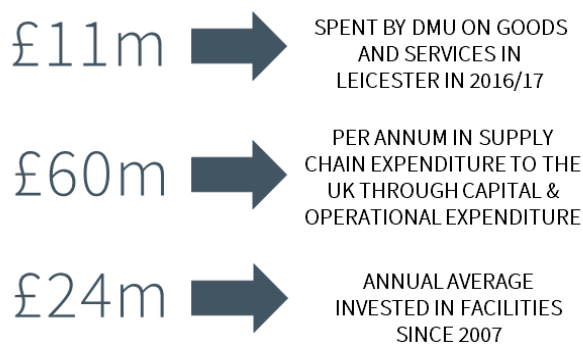 £11m
SPENT BY DMU ON GOODS
AND SERVICES IN
LEICESTER IN 2016/17
£60m
PER ANNUM IN SUPPLY
CHAIN EXPENDITURE TO THE
UK THROUGH CAPITAL &
OPERATIONAL EXPENDITURE
£24m
ANNUAL AVERAGE
INVESTED IN FACILITIES
SINCE 2007